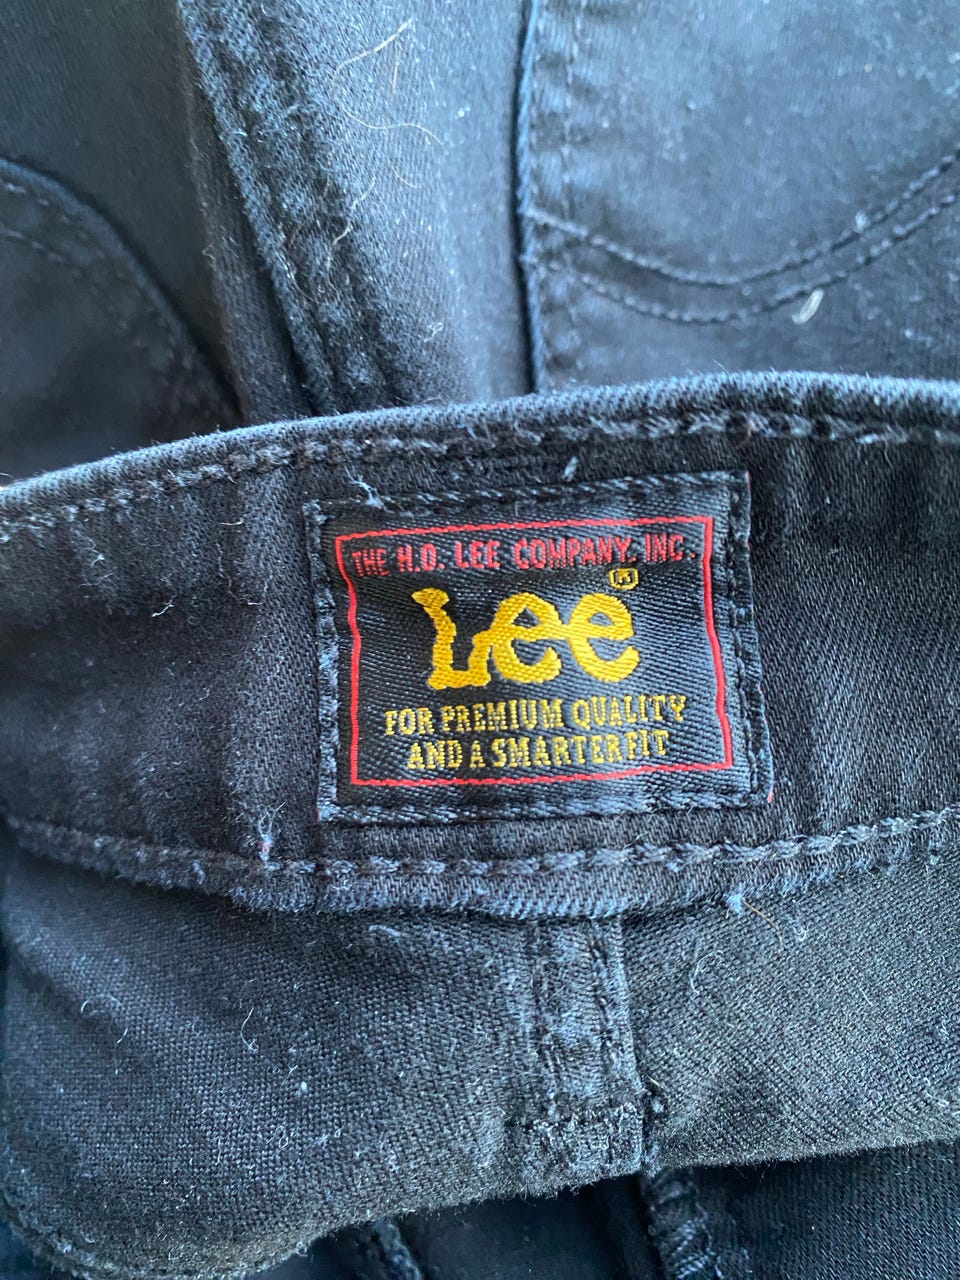 THE H.D. LEE COMPANY, INC.
Lee®
FOR PREMIUM QUALITY
AND A SMARTER FIT